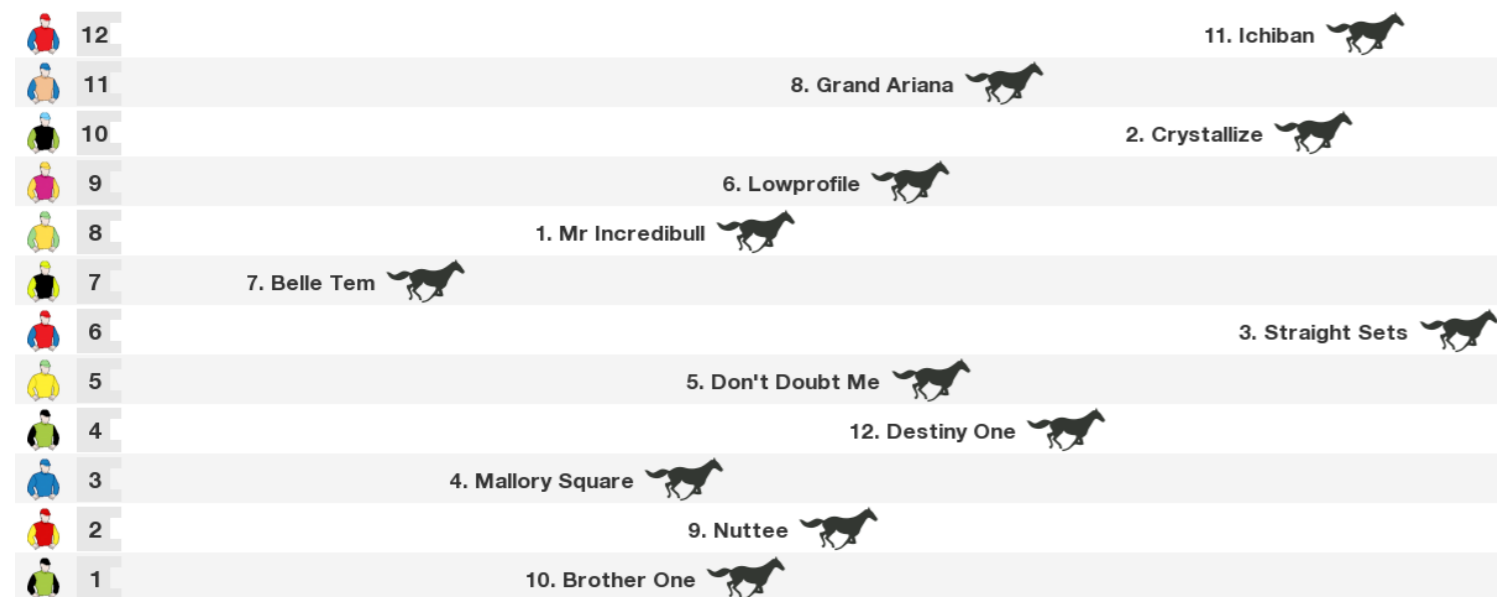 12 11. Ichiban
11 8. Grand Ariana
10 2. Crystallize
9 6. Lowprofile
8 1. Mr Incredibull
7 7. Belle Tem
6 3. Straight Sets
5 5. Don't Doubt Me
4 12. Destiny One
3 4. Mallory Square
2 9. Nuttee
1 10. Brother One